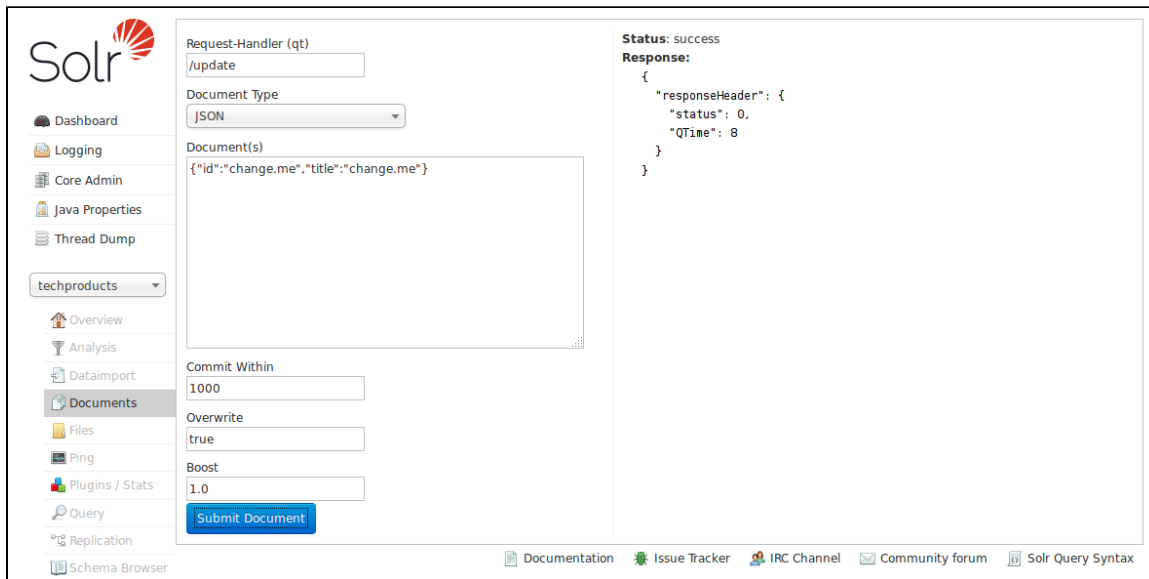 Solr
Dashboard
Logging
Core Admin
Java Properties
Thread Dump
techproducts
Overview
Analysis
Dataimport
Documents
Files
Ping
Plugins / Stats
Query
Replication
Schema Browser
Request-Handler (qt)
/update
Document Type
JSON
Document(s)
{"id":"change.me","title":"change.me"}
Commit Within
1000
Overwrite
true
Boost
1.0
Submit Document
Status: success
Response:
{
"responseHeader": {
"status": 0,
"QTime": 8
}
}
Documentation Issue Tracker IRC Channel Community forum Solr Query Syntax